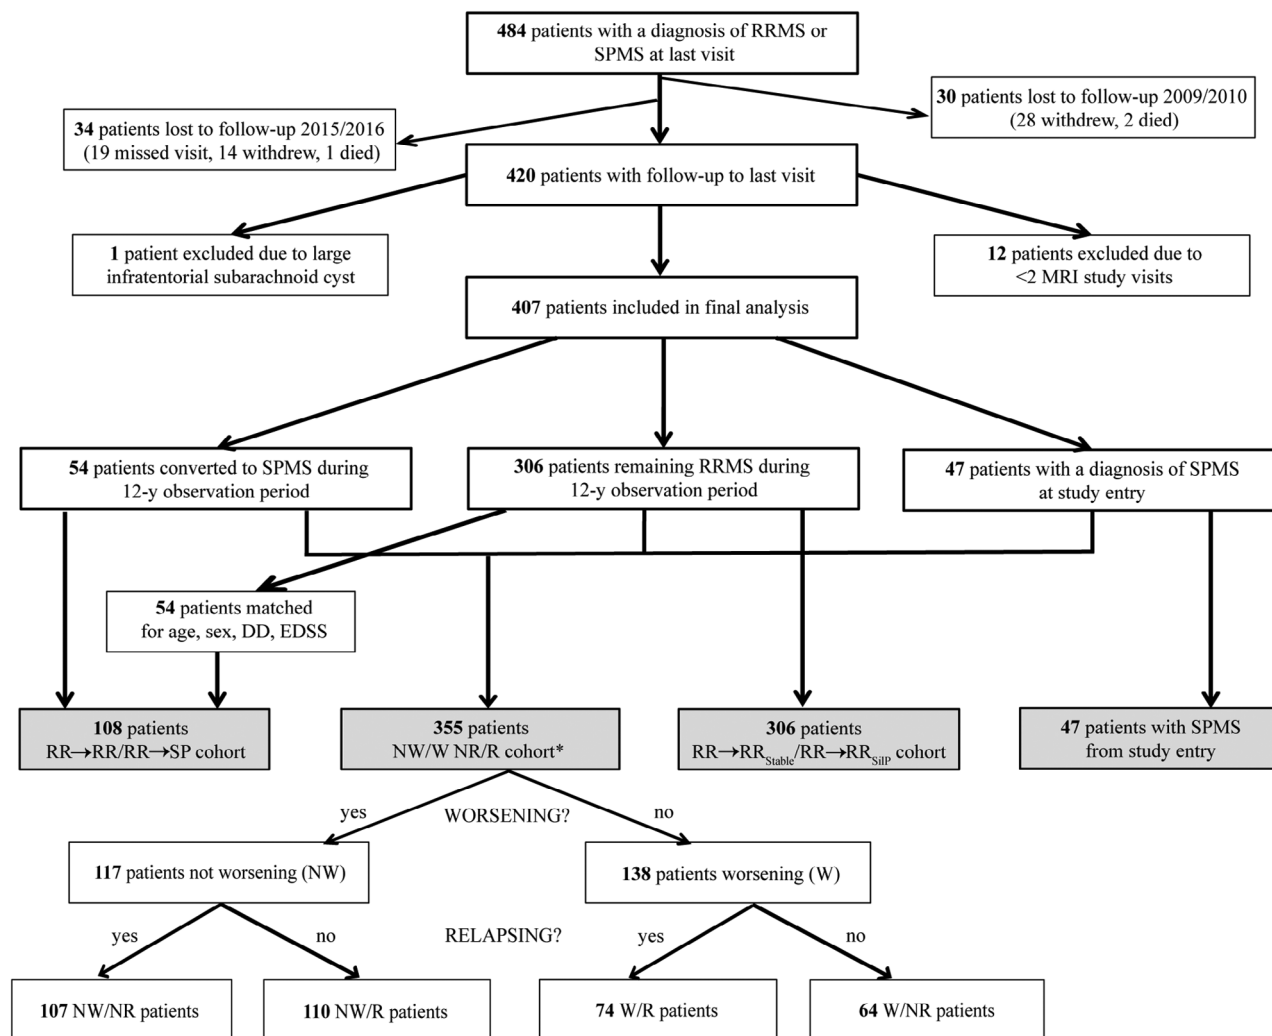 484 patients with a diagnosis of RRMS or
SPMS at last visit
34 patients lost to follow-up 2015/2016
(19 missed visit, 14 withdrew, 1 died)
30 patients lost to follow-up 2009/2010
(28 withdrew, 2 died)
420 patients with follow-up to last visit
1 patient excluded due to large
infratentorial subarachnoid cyst
12 patients excluded due to
<2 MRI study visits
407 patients included in final analysis
54 patients converted to SPMS during
12-y observation period
306 patients remaining RRMS during
12-y observation period
47 patients with a diagnosis of SPMS
at study entry
54 patients matched
for age, sex, DD, EDSS
108 patients
RR→RR/RR→SP cohort
355 patients
NW/W NR/R cohort*
306 patients
RR→RRStable/RR→RRSilP cohort
47 patients with SPMS
from study entry
yes WORSENING? no
117 patients not worsening (NW)
138 patients worsening (W)
yes no RELAPSING? yes no
107 NW/NR patients
110 NW/R patients
74 W/R patients
64 W/NR patients